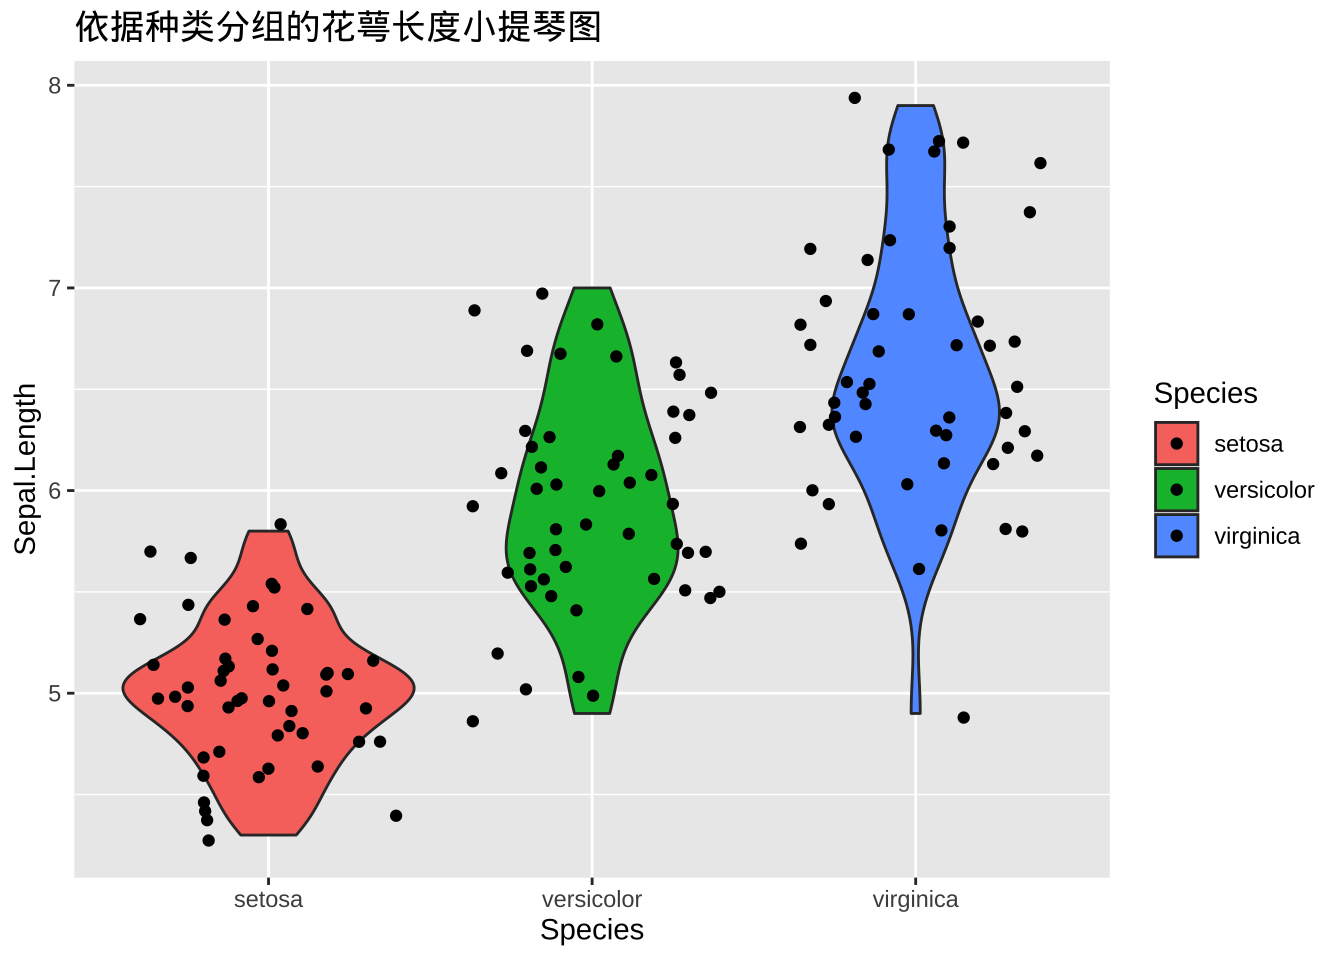 依据种类分组的花萼长度小提琴图
8
7
6
5
Sepal.Length
setosa
versicolor
virginica
Species
Species
setosa
versicolor
virginica